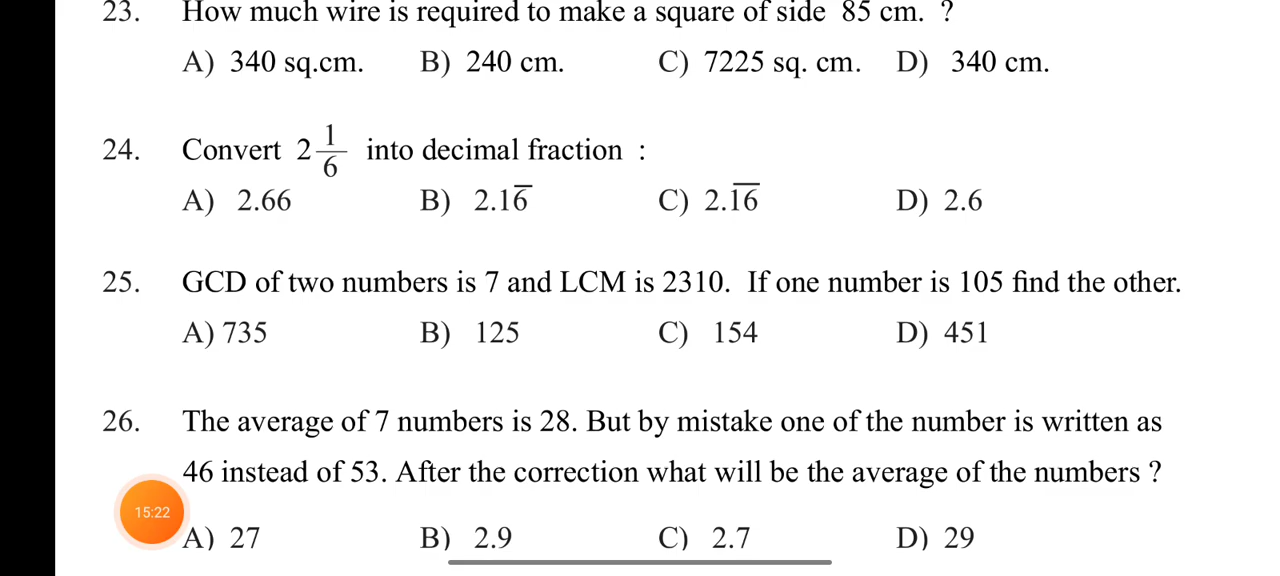 23. How much wire is required to make a square of side 85 cm. ?
A) 340 sq.cm. B) 240 cm. C) 7225 sq. cm. D) 340 cm.
24. Convert 2 1/6 into decimal fraction :
A) 2.66 B) 2.16̅ C) 2.1̅6̅ D) 2.6
25. GCD of two numbers is 7 and LCM is 2310. If one number is 105 find the other.
A) 735 B) 125 C) 154 D) 451
26. The average of 7 numbers is 28. But by mistake one of the number is written as
46 instead of 53. After the correction what will be the average of the numbers ?
15:22
A) 27 B) 2.9 C) 2.7 D) 29